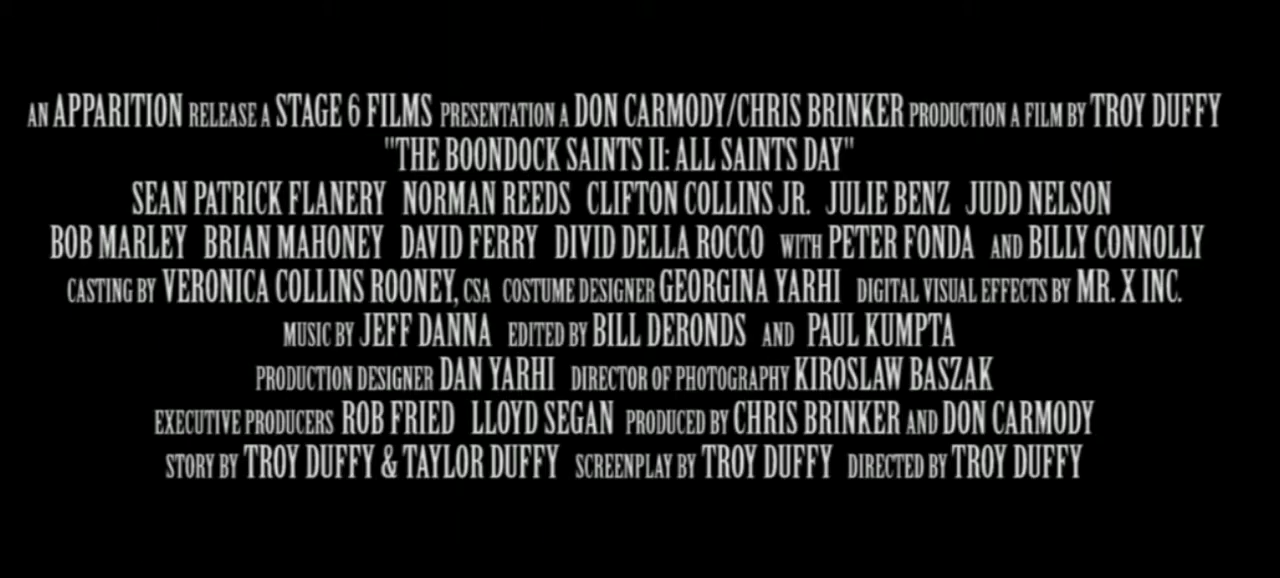 AN APPARITION RELEASE A STAGE 6 FILMS PRESENTATION A DON CARMODY/CHRIS BRINKER PRODUCTION A FILM BY TROY DUFFY
"THE BOONDOCK SAINTS II: ALL SAINTS DAY"
SEAN PATRICK FLANERY NORMAN REEDS CLIFTON COLLINS JR. JULIE BENZ JUDD NELSON
BOB MARLEY BRIAN MAHONEY DAVID FERRY DIVID DELLA ROCCO WITH PETER FONDA AND BILLY CONNOLLY
CASTING BY VERONICA COLLINS ROONEY, CSA COSTUME DESIGNER GEORGINA YARHI DIGITAL VISUAL EFFECTS BY MR. X INC.
MUSIC BY JEFF DANNA EDITED BY BILL DERONDS AND PAUL KUMPTA
PRODUCTION DESIGNER DAN YARHI DIRECTOR OF PHOTOGRAPHY KIROSLAW BASZAK
EXECUTIVE PRODUCERS ROB FRIED LLOYD SEGAN PRODUCED BY CHRIS BRINKER AND DON CARMODY
STORY BY TROY DUFFY & TAYLOR DUFFY SCREENPLAY BY TROY DUFFY DIRECTED BY TROY DUFFY